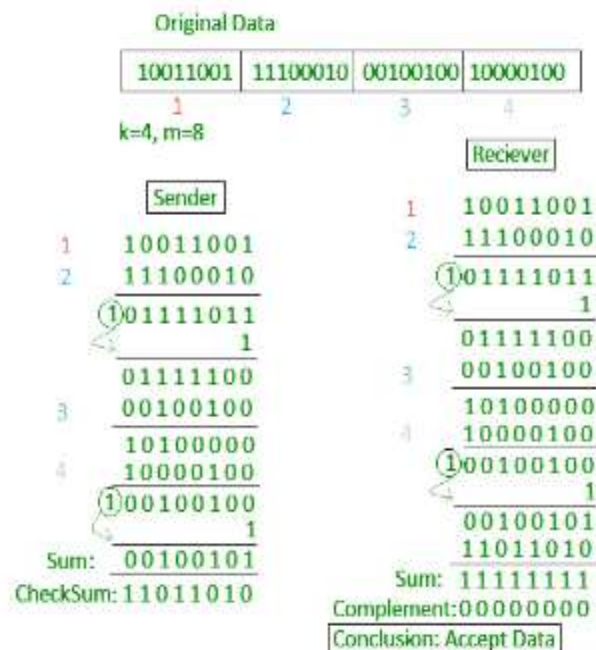 Original Data
10011001 11100010 00100100 10000100
1 2 3 4
k=4, m=8
Sender
1 10011001
2 11100010
1 01111011
1
01111100
3 00100100
10100000
4 10000100
1 00100100
1
Sum: 00100101
CheckSum: 11011010
Reciever
1 10011001
2 11100010
1 01111011
1
01111100
3 00100100
10100000
4 10000100
1 00100100
1
00100101
11011010
Sum: 11111111
Complement: 00000000
Conclusion: Accept Data